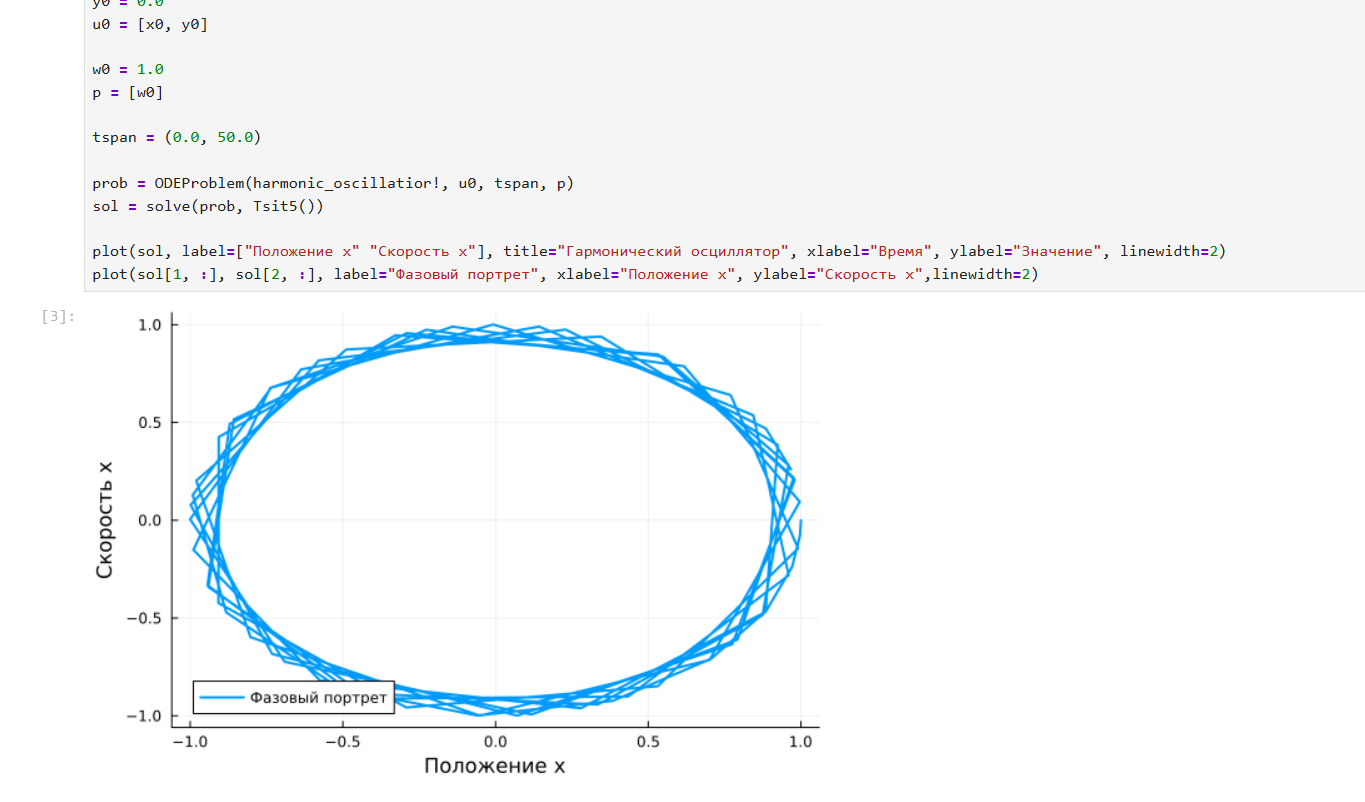 y0 = 0.0
u0 = [x0, y0]
w0 = 1.0
p = [w0]
tspan = (0.0, 50.0)
prob = ODEProblem(harmonic_oscillatior!, u0, tspan, p)
sol = solve(prob, Tsit5())
plot(sol, label=["Положение x" "Скорость x"], title="Гармонический осциллятор", xlabel="Время", ylabel="Значение", linewidth=2)
plot(sol[1, :], sol[2, :], label="Фазовый портрет", xlabel="Положение x", ylabel="Скорость x",linewidth=2)
[3]:
1.0
0.5
0.0
−0.5
−1.0
Скорость x
Фазовый портрет
−1.0 −0.5 0.0 0.5 1.0
Положение x